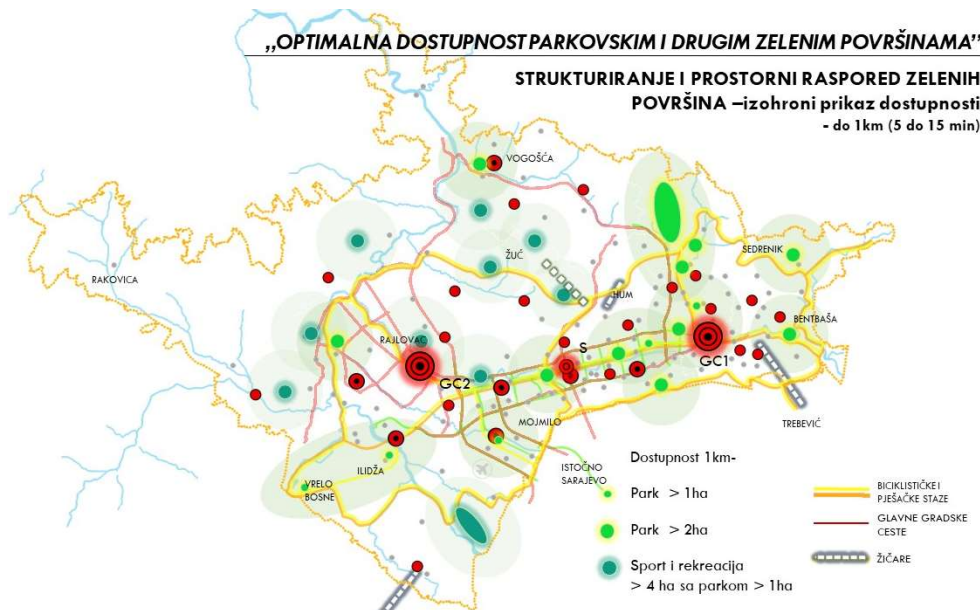 „OPTIMALNA DOSTUPNOST PARKOVSKIM I DRUGIM ZELENIM POVRŠINAMA”
STRUKTURIRANJE I PROSTORNI RASPORED ZELENIH
POVRŠINA –izohroni prikaz dostupnosti
- do 1km (5 do 15 min)
VOGOŠĆA
SEDRENIK
ŽUČ
RAKOVICA
HUM
BENTBAŠA
RAJLOVAC
S
GC1
GC2
TREBEVIĆ
MOJMILO
ILIDŽA
ISTOČNO
SARAJEVO
VRELO
BOSNE
Dostupnost 1km-
Park > 1ha
Park > 2ha
Sport i rekreacija
> 4 ha sa parkom > 1ha
BICIKLISTIČKE I
PJEŠAČKE STAZE
GLAVNE GRADSKE
CESTE
ŽIČARE